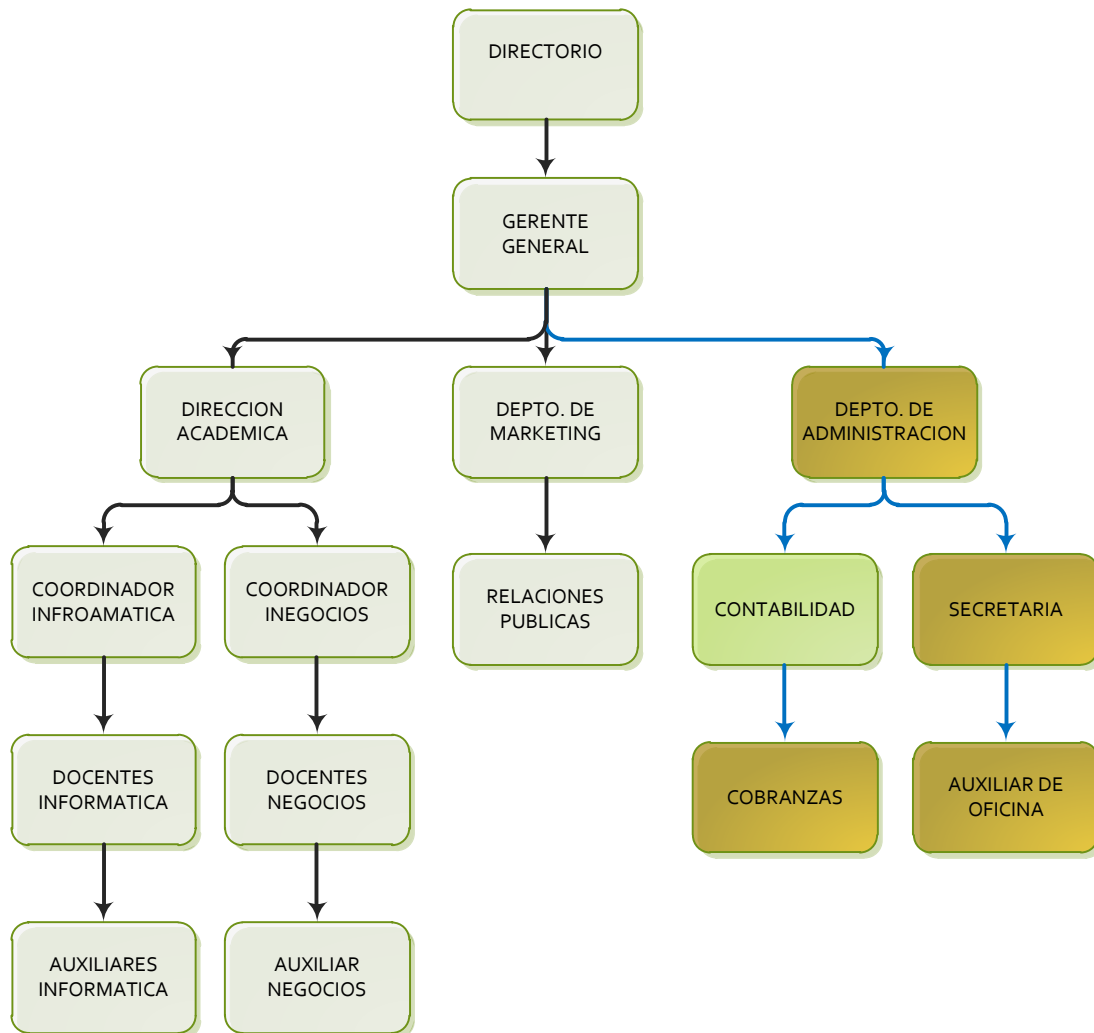 DIRECTORIO
GERENTE
GENERAL
DIRECCION
ACADEMICA
DEPTO. DE
MARKETING
DEPTO. DE
ADMINISTRACION
COORDINADOR
INFROAMATICA
COORDINADOR
INEGOCIOS
RELACIONES
PUBLICAS
CONTABILIDAD
SECRETARIA
DOCENTES
INFORMATICA
DOCENTES
NEGOCIOS
COBRANZAS
AUXILIAR DE
OFICINA
AUXILIARES
INFORMATICA
AUXILIAR
NEGOCIOS